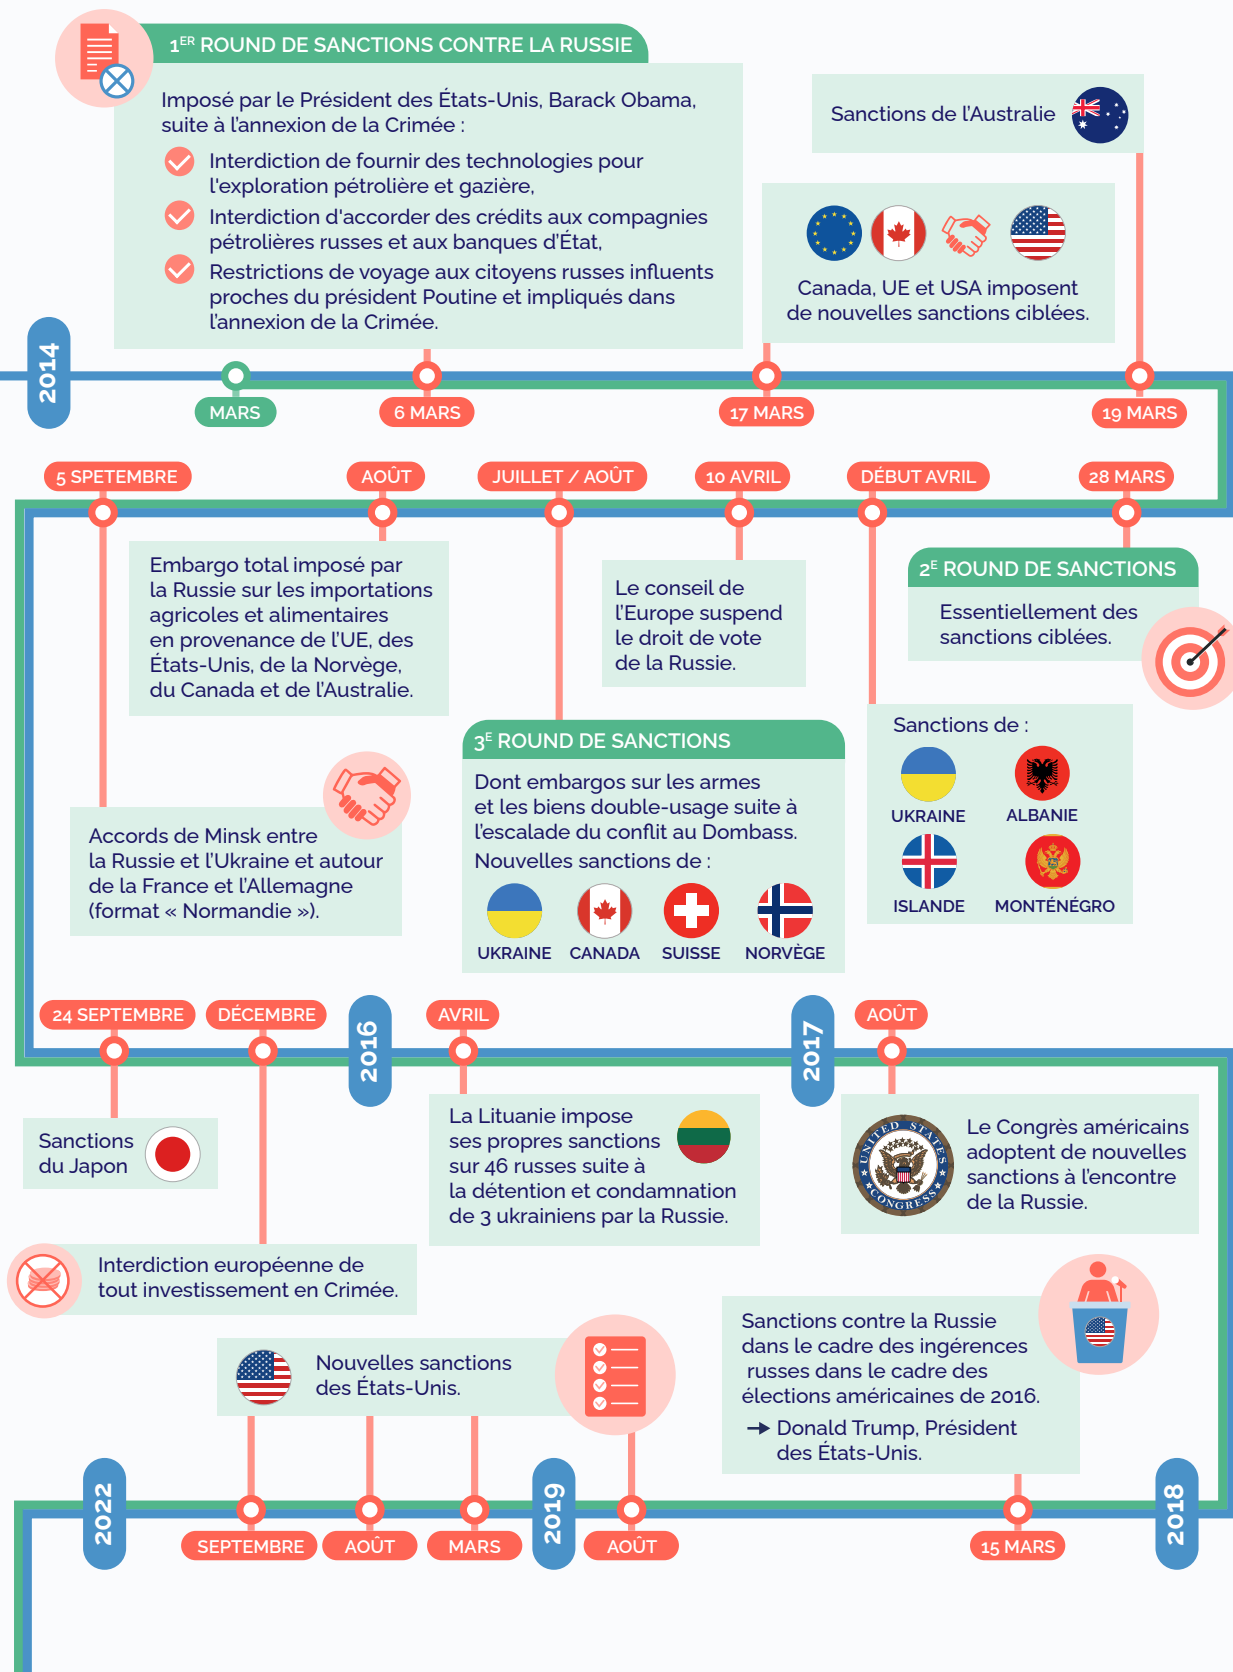 1ER ROUND DE SANCTIONS CONTRE LA RUSSIE
Imposé par le Président des États-Unis, Barack Obama,
suite à l'annexion de la Crimée :
Interdiction de fournir des technologies pour
l'exploration pétrolière et gazière,
Interdiction d'accorder des crédits aux compagnies
pétrolières russes et aux banques d'État,
Restrictions de voyage aux citoyens russes influents
proches du président Poutine et impliqués dans
l'annexion de la Crimée.
Sanctions de l'Australie
Canada, UE et USA imposent
de nouvelles sanctions ciblées.
2014
MARS
6 MARS
17 MARS
19 MARS
28 MARS
2E ROUND DE SANCTIONS
Essentiellement des
sanctions ciblées.
DÉBUT AVRIL
Sanctions de :
UKRAINE
ALBANIE
ISLANDE
MONTÉNÉGRO
10 AVRIL
Le conseil de
l'Europe suspend
le droit de vote
de la Russie.
JUILLET / AOÛT
3E ROUND DE SANCTIONS
Dont embargos sur les armes
et les biens double-usage suite à
l'escalade du conflit au Dombass.
Nouvelles sanctions de :
UKRAINE
CANADA
SUISSE
NORVÈGE
AOÛT
Embargo total imposé par
la Russie sur les importations
agricoles et alimentaires
en provenance de l'UE, des
États-Unis, de la Norvège,
du Canada et de l'Australie.
5 SPETEMBRE
Accords de Minsk entre
la Russie et l'Ukraine et autour
de la France et l'Allemagne
(format « Normandie »).
24 SEPTEMBRE
Sanctions
du Japon
DÉCEMBRE
Interdiction européenne de
tout investissement en Crimée.
2016
AVRIL
La Lituanie impose
ses propres sanctions
sur 46 russes suite à
la détention et condamnation
de 3 ukrainiens par la Russie.
2017
AOÛT
UNITED STATES
CONGRESS
Le Congrès américains
adoptent de nouvelles
sanctions à l'encontre
de la Russie.
2018
15 MARS
Sanctions contre la Russie
dans le cadre des ingérences
russes dans le cadre des
élections américaines de 2016.
→ Donald Trump, Président
des États-Unis.
AOÛT
2019
MARS
AOÛT
SEPTEMBRE
Nouvelles sanctions
des États-Unis.
2022